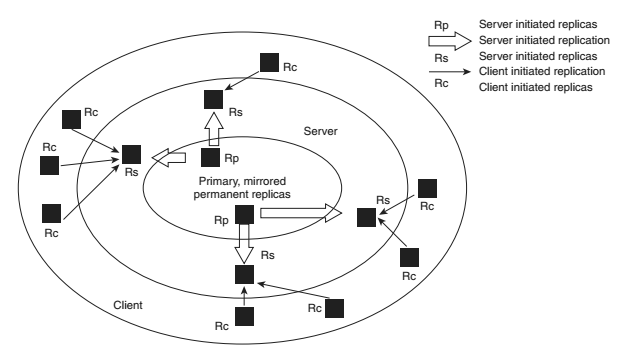 Rp Server initiated replicas
Server initiated replication
Rs Server initiated replicas
Client initiated replication
Rc Client initiated replicas
Rc
Rc
Rs
Server
Rc
Rs
Rp
Primary, mirrored
permanent replicas
Rs
Rc
Rc
Rp
Rs
Rc
Client
Rc
Rc